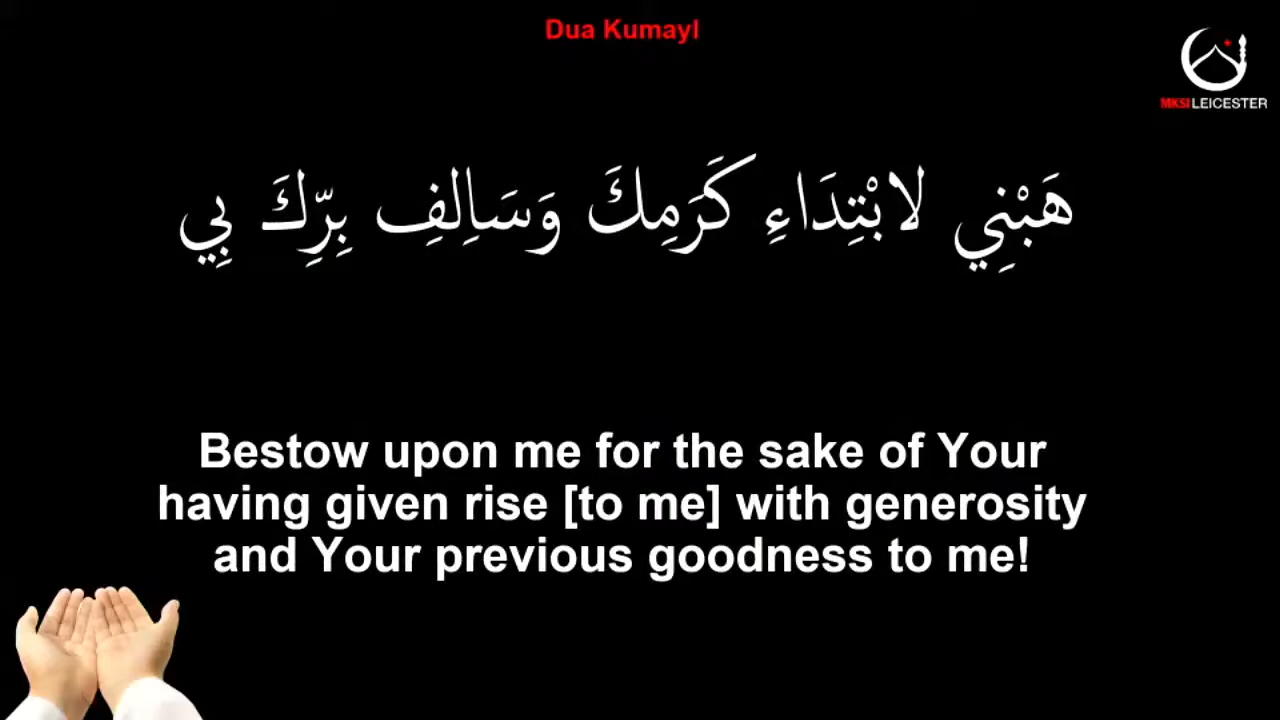 Dua Kumayl
MKSI LEICESTER
هَبْنِي لابْتِدَاءِ كَرَمِكَ وَسَالِفِ بِرِّكَ بِي
Bestow upon me for the sake of Your
having given rise [to me] with generosity
and Your previous goodness to me!